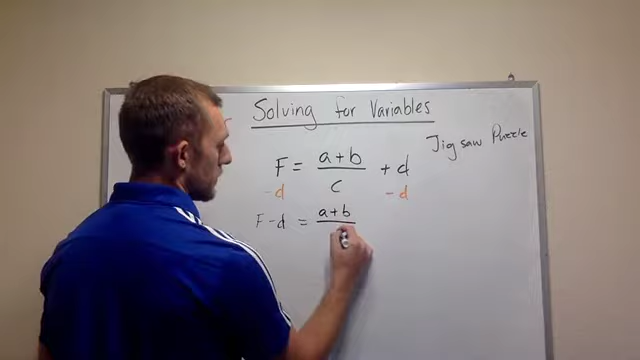 Solving for Variables
Jigsaw Puzzle
F = a+b/c + d
-d -d
F-d = a+b/